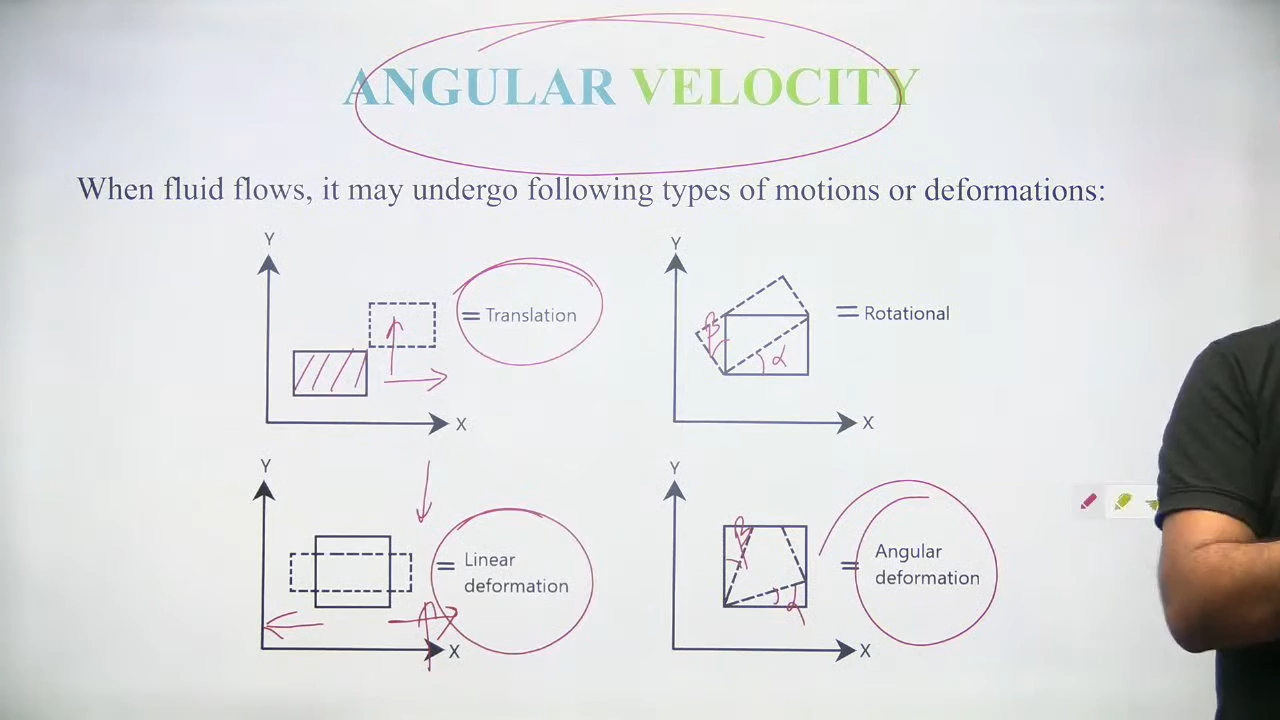 ANGULAR VELOCITY
When fluid flows, it may undergo following types of motions or deformations:
Y
= Translation
X
Y
β
α
= Rotational
X
Y
= Linear
deformation
X
Y
β
α
= Angular
deformation
X